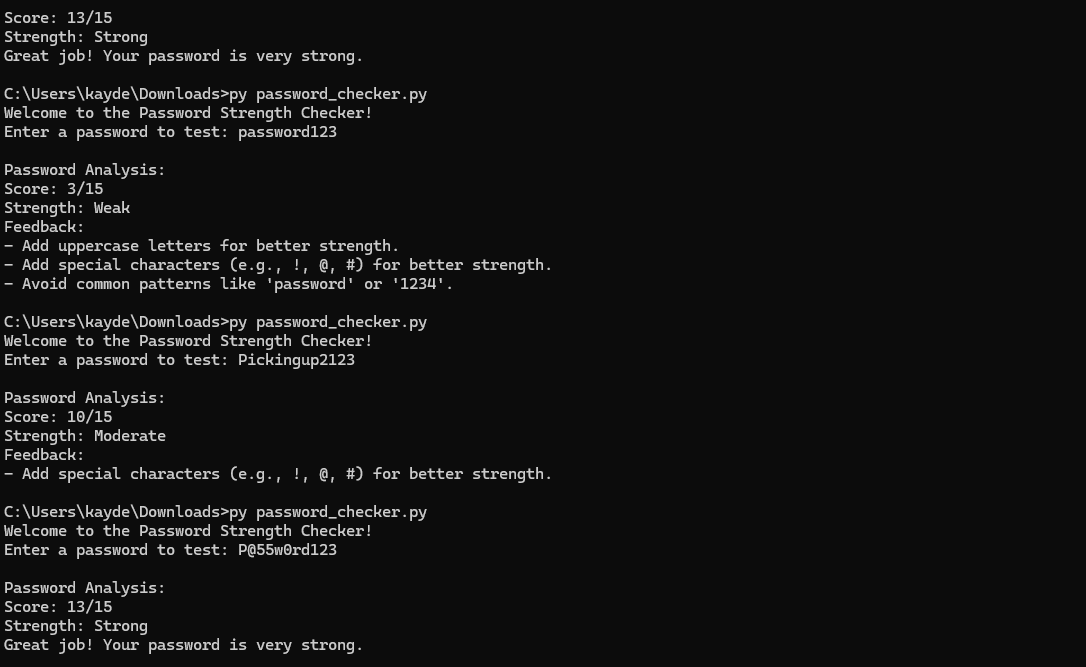 Score: 13/15
Strength: Strong
Great job! Your password is very strong.
C:\Users\kayde\Downloads>py password_checker.py
Welcome to the Password Strength Checker!
Enter a password to test: password123
Password Analysis:
Score: 3/15
Strength: Weak
Feedback:
- Add uppercase letters for better strength.
- Add special characters (e.g., !, @, #) for better strength.
- Avoid common patterns like 'password' or '1234'.
C:\Users\kayde\Downloads>py password_checker.py
Welcome to the Password Strength Checker!
Enter a password to test: Pickingup2123
Password Analysis:
Score: 10/15
Strength: Moderate
Feedback:
- Add special characters (e.g., !, @, #) for better strength.
C:\Users\kayde\Downloads>py password_checker.py
Welcome to the Password Strength Checker!
Enter a password to test: P@55w0rd123
Password Analysis:
Score: 13/15
Strength: Strong
Great job! Your password is very strong.